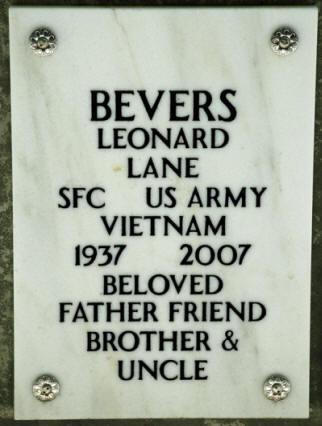 BEVERS
LEONARD
LANE
SFC US ARMY
VIETNAM
1937 2007
BELOVED
FATHER FRIEND
BROTHER &
UNCLE